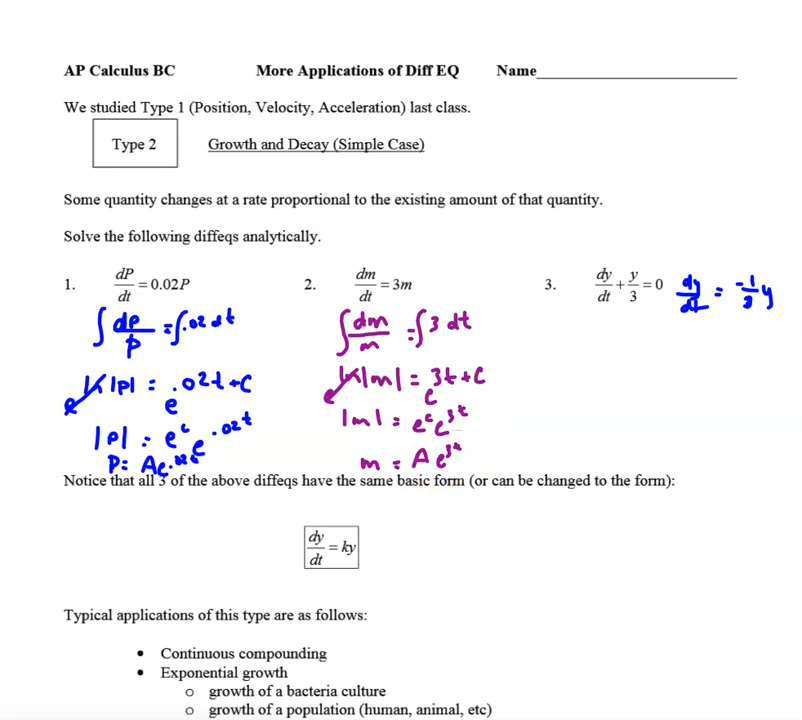 AP Calculus BC More Applications of Diff EQ Name
We studied Type 1 (Position, Velocity, Acceleration) last class.
Type 2 Growth and Decay (Simple Case)
Some quantity changes at a rate proportional to the existing amount of that quantity.
Solve the following diffeqs analytically.
1. dP/dt = 0.02P 2. dm/dt = 3m 3. dy/dt + y/3 = 0 dy/dt = -1/3 y
∫ dP/P = ∫ .02 dt ∫ dm/m = ∫ 3 dt
e ln|P| = e .02t + C e ln|m| = e 3t + C
|P| = e^c e^.02t |m| = e^c e^3t
P = Ae^.02t m = Ae^3t
Notice that all 3 of the above diffeqs have the same basic form (or can be changed to the form):
dy/dt = ky
Typical applications of this type are as follows:
• Continuous compounding
• Exponential growth
o growth of a bacteria culture
o growth of a population (human, animal, etc)